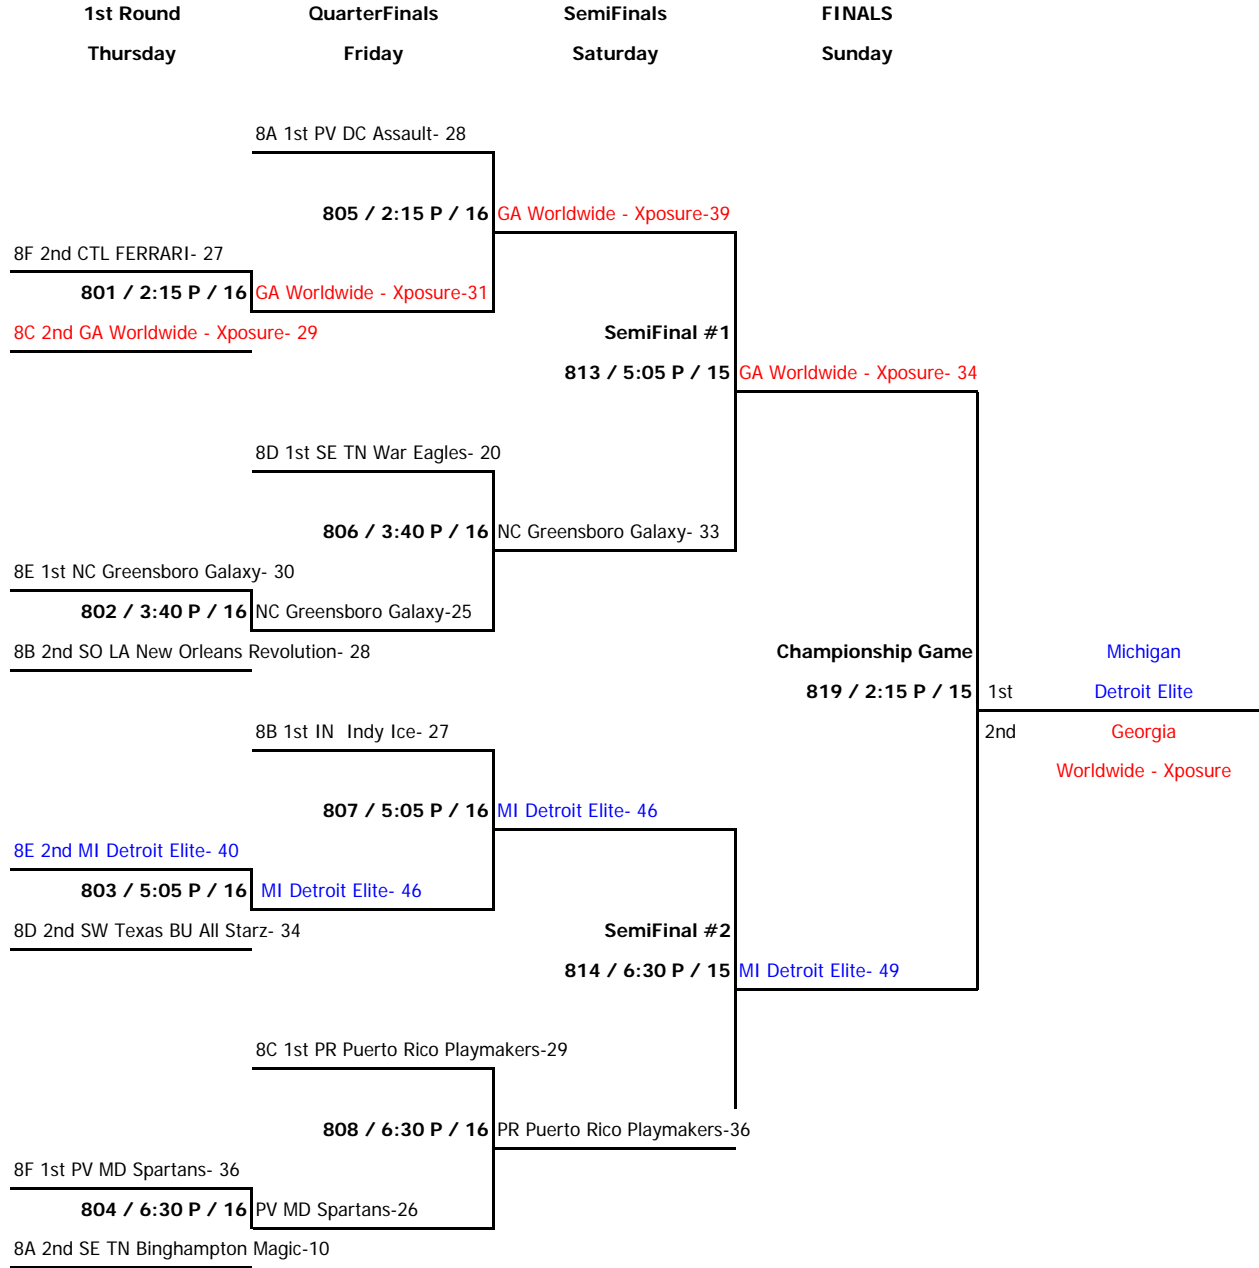 1st Round QuarterFinals SemiFinals FINALS
Thursday Friday Saturday Sunday
8A 1st PV DC Assault- 28
805 / 2:15 P / 16 GA Worldwide - Xposure-39
8F 2nd CTL FERRARI- 27
801 / 2:15 P / 16 GA Worldwide - Xposure-31
8C 2nd GA Worldwide - Xposure- 29 SemiFinal #1
813 / 5:05 P / 15 GA Worldwide - Xposure- 34
8D 1st SE TN War Eagles- 20
806 / 3:40 P / 16 NC Greensboro Galaxy- 33
8E 1st NC Greensboro Galaxy- 30
802 / 3:40 P / 16 NC Greensboro Galaxy-25
8B 2nd SO LA New Orleans Revolution- 28 Championship Game Michigan
819 / 2:15 P / 15 1st Detroit Elite
8B 1st IN Indy Ice- 27 2nd Georgia
Worldwide - Xposure
807 / 5:05 P / 16 MI Detroit Elite- 46
8E 2nd MI Detroit Elite- 40
803 / 5:05 P / 16 MI Detroit Elite- 46
8D 2nd SW Texas BU All Starz- 34 SemiFinal #2
814 / 6:30 P / 15 MI Detroit Elite- 49
8C 1st PR Puerto Rico Playmakers-29
808 / 6:30 P / 16 PR Puerto Rico Playmakers-36
8F 1st PV MD Spartans- 36
804 / 6:30 P / 16 PV MD Spartans-26
8A 2nd SE TN Binghampton Magic-10